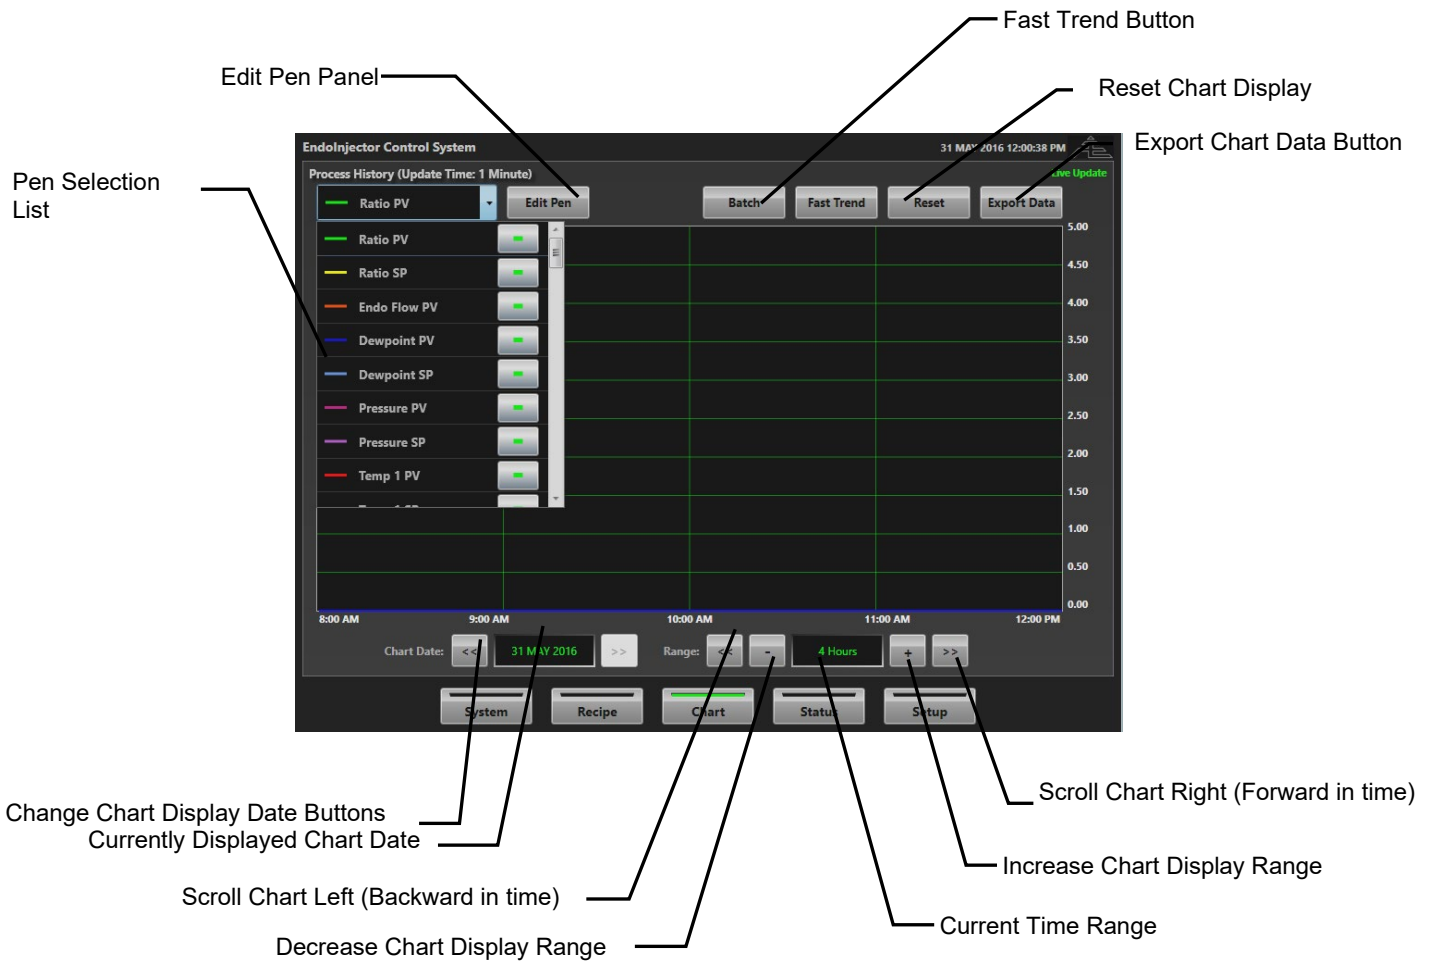 Fast Trend Button
Edit Pen Panel
Reset Chart Display
Export Chart Data Button
Pen Selection
List
EndoInjector Control System
31 MAY 2016 12:00:38 PM
Process History (Update Time: 1 Minute)
Live Update
Ratio PV
Edit Pen
Batch
Fast Trend
Reset
Export Data
Ratio PV
Ratio SP
Endo Flow PV
Dewpoint PV
Dewpoint SP
Pressure PV
Pressure SP
Temp 1 PV
5.00
4.50
4.00
3.50
3.00
2.50
2.00
1.50
1.00
0.50
0.00
8:00 AM
9:00 AM
10:00 AM
11:00 AM
12:00 PM
Chart Date:
<<
31 MAY 2016
>>
Range:
<<
-
4 Hours
+
>>
System
Recipe
Chart
Status
Setup
Scroll Chart Right (Forward in time)
Change Chart Display Date Buttons
Currently Displayed Chart Date
Increase Chart Display Range
Scroll Chart Left (Backward in time)
Current Time Range
Decrease Chart Display Range